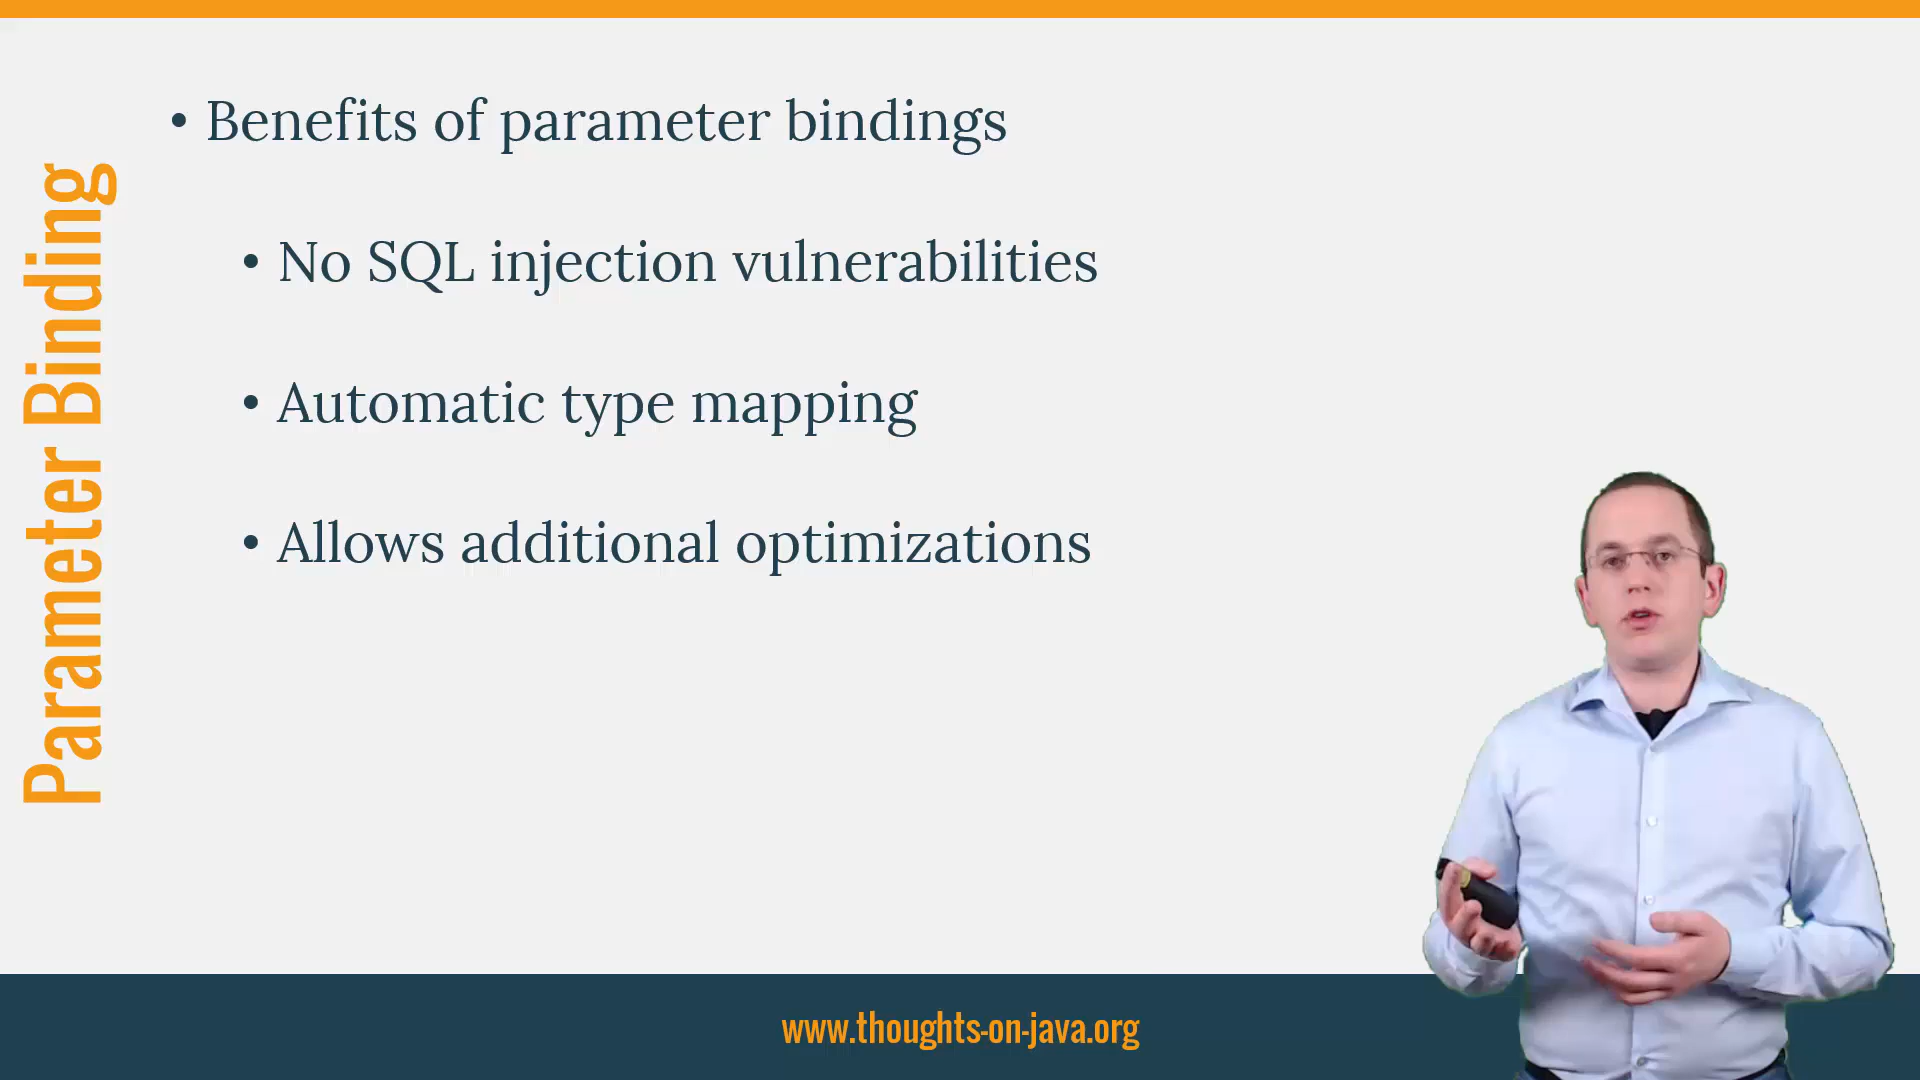 Parameter Binding
• Benefits of parameter bindings
• No SQL injection vulnerabilities
• Automatic type mapping
• Allows additional optimizations
www.thoughts-on-java.org